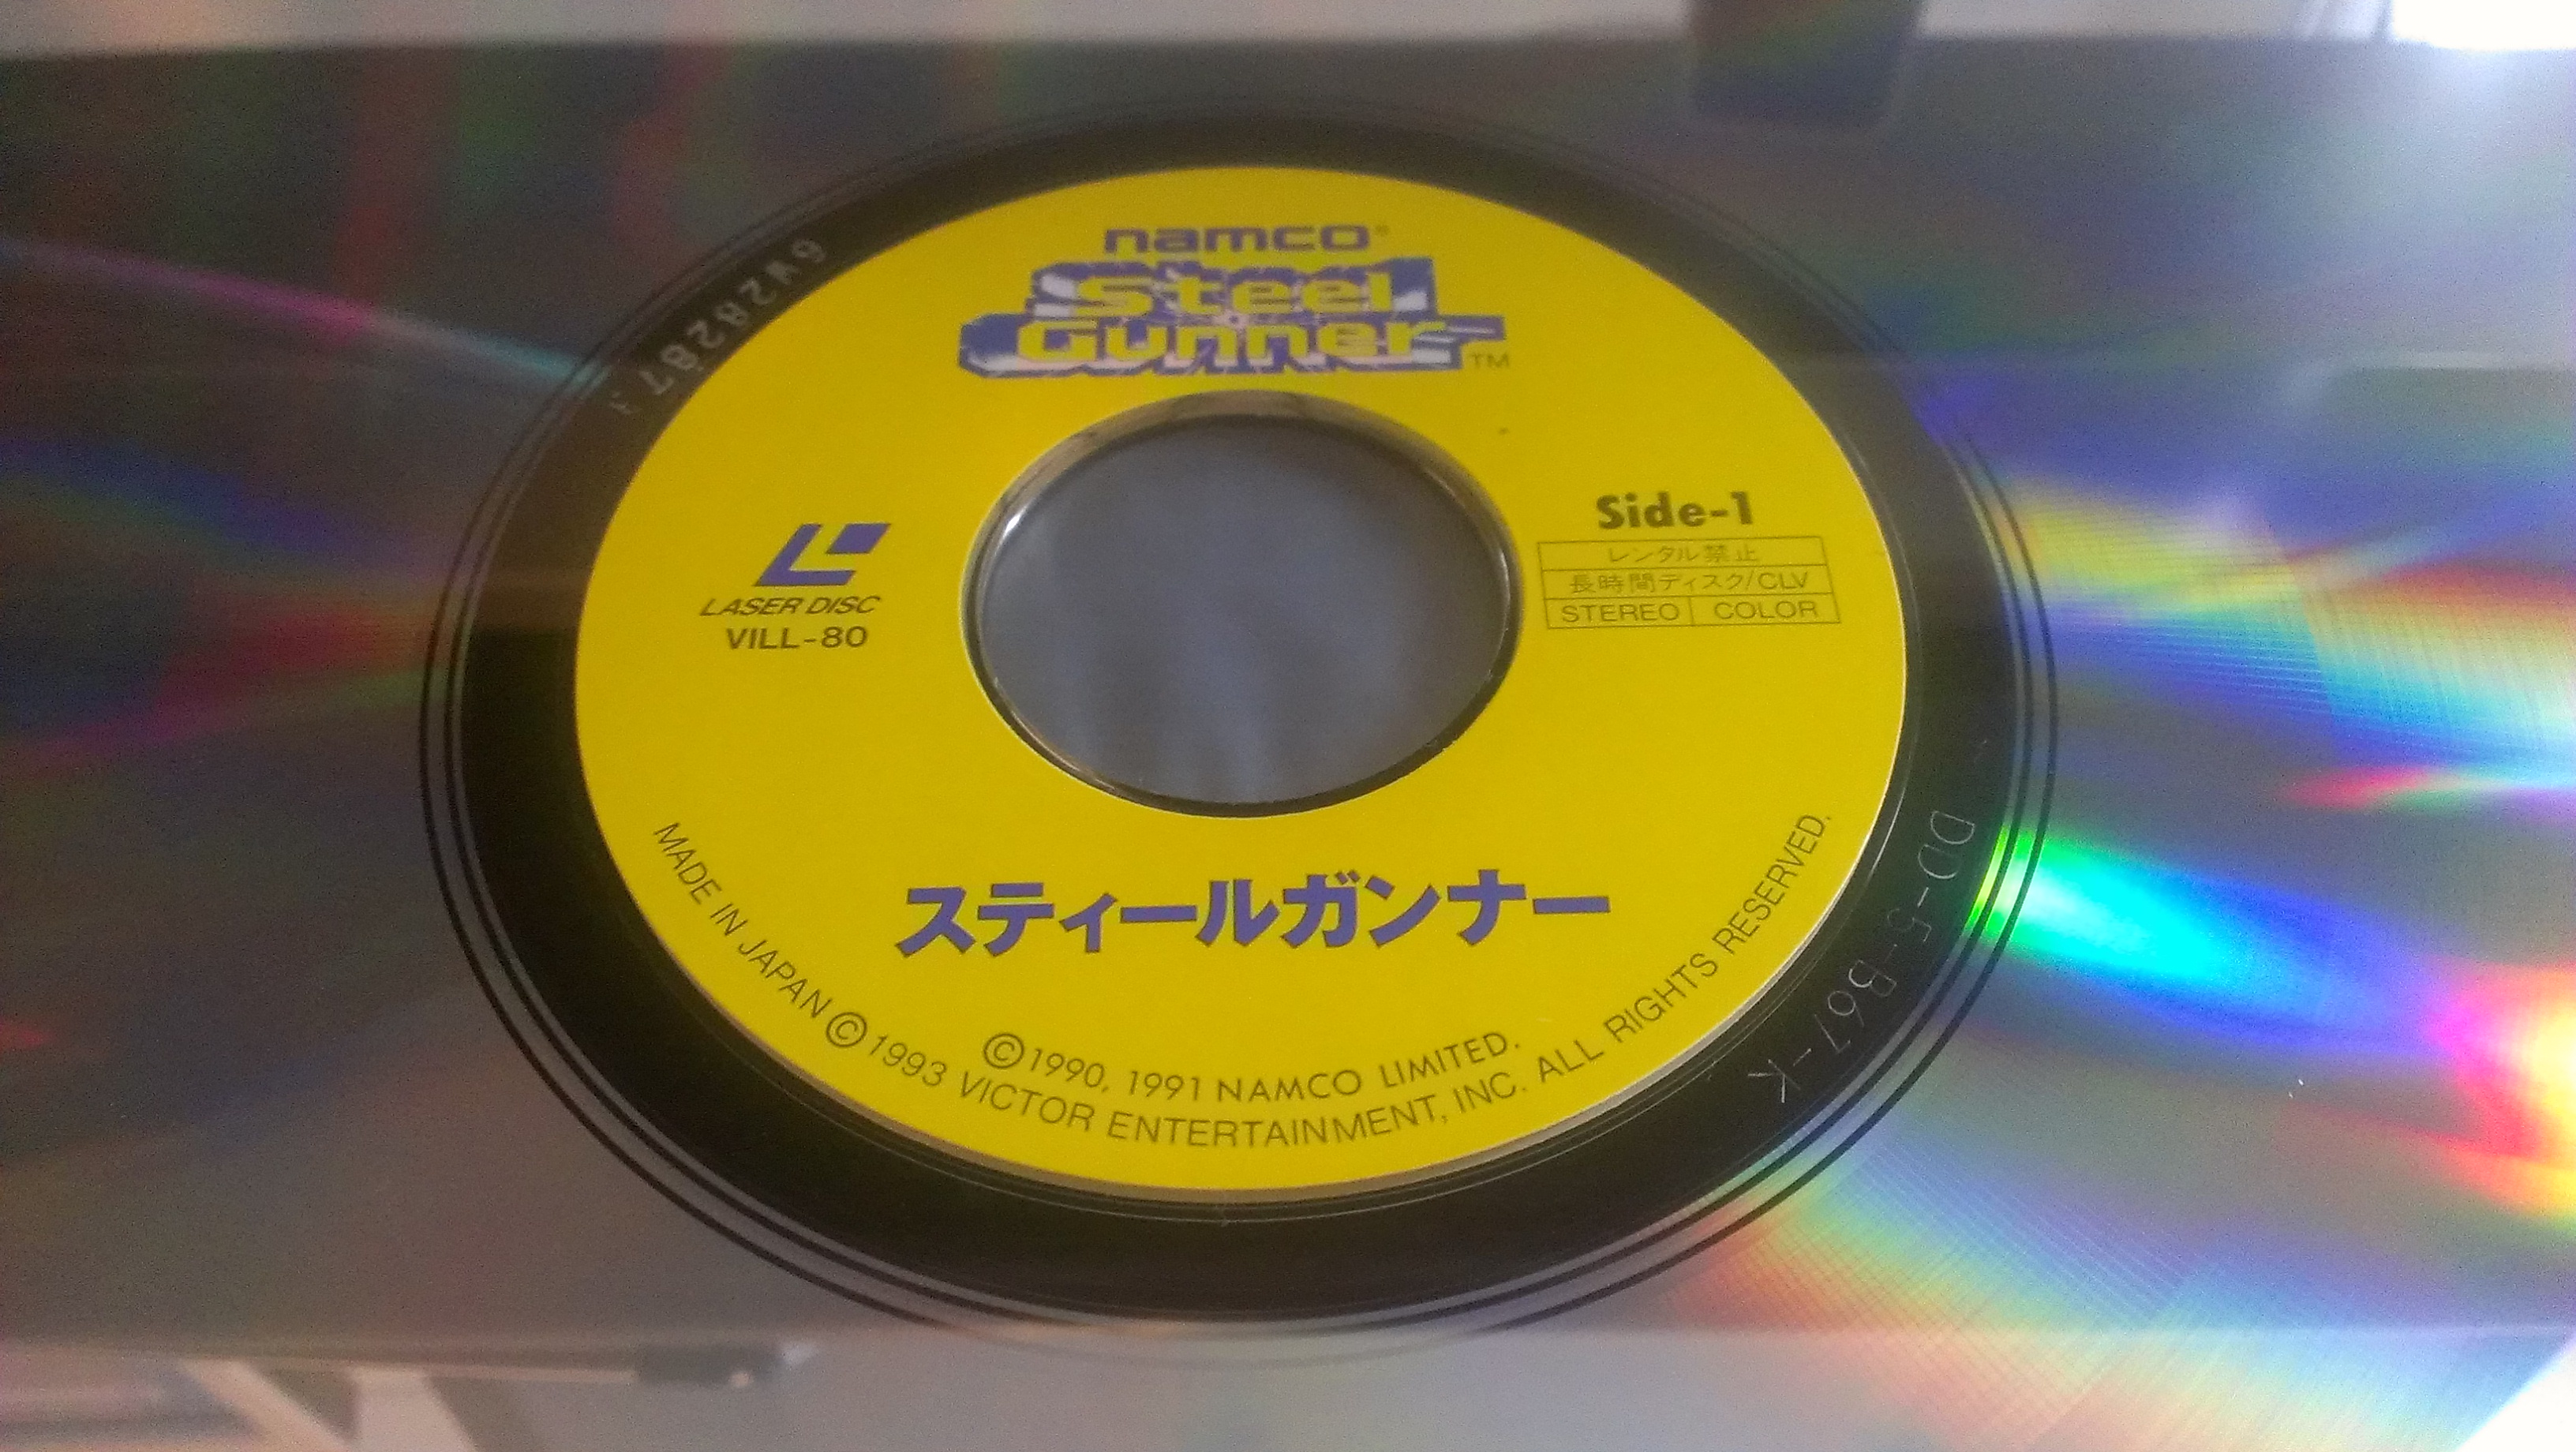 namco®
Steel
Gunner™
Side-1
レンタル禁止
長時間ディスク/CLV
STEREO COLOR
LASER DISC
VILL-80
スティールガンナー
©1990, 1991 NAMCO LIMITED.
MADE IN JAPAN © 1993 VICTOR ENTERTAINMENT, INC. ALL RIGHTS RESERVED.
DD-5-B67-K